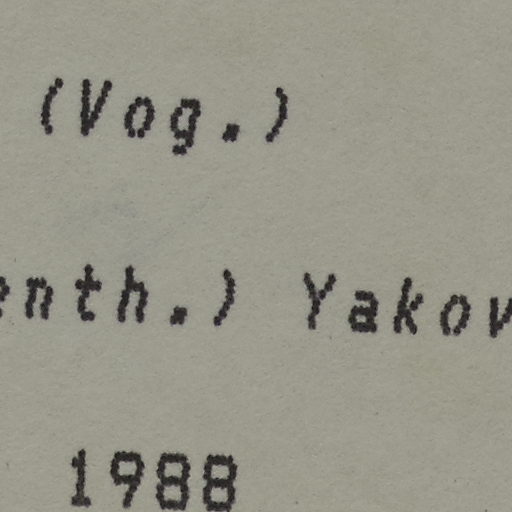 (Vog.)
enth.) Yakov
1988